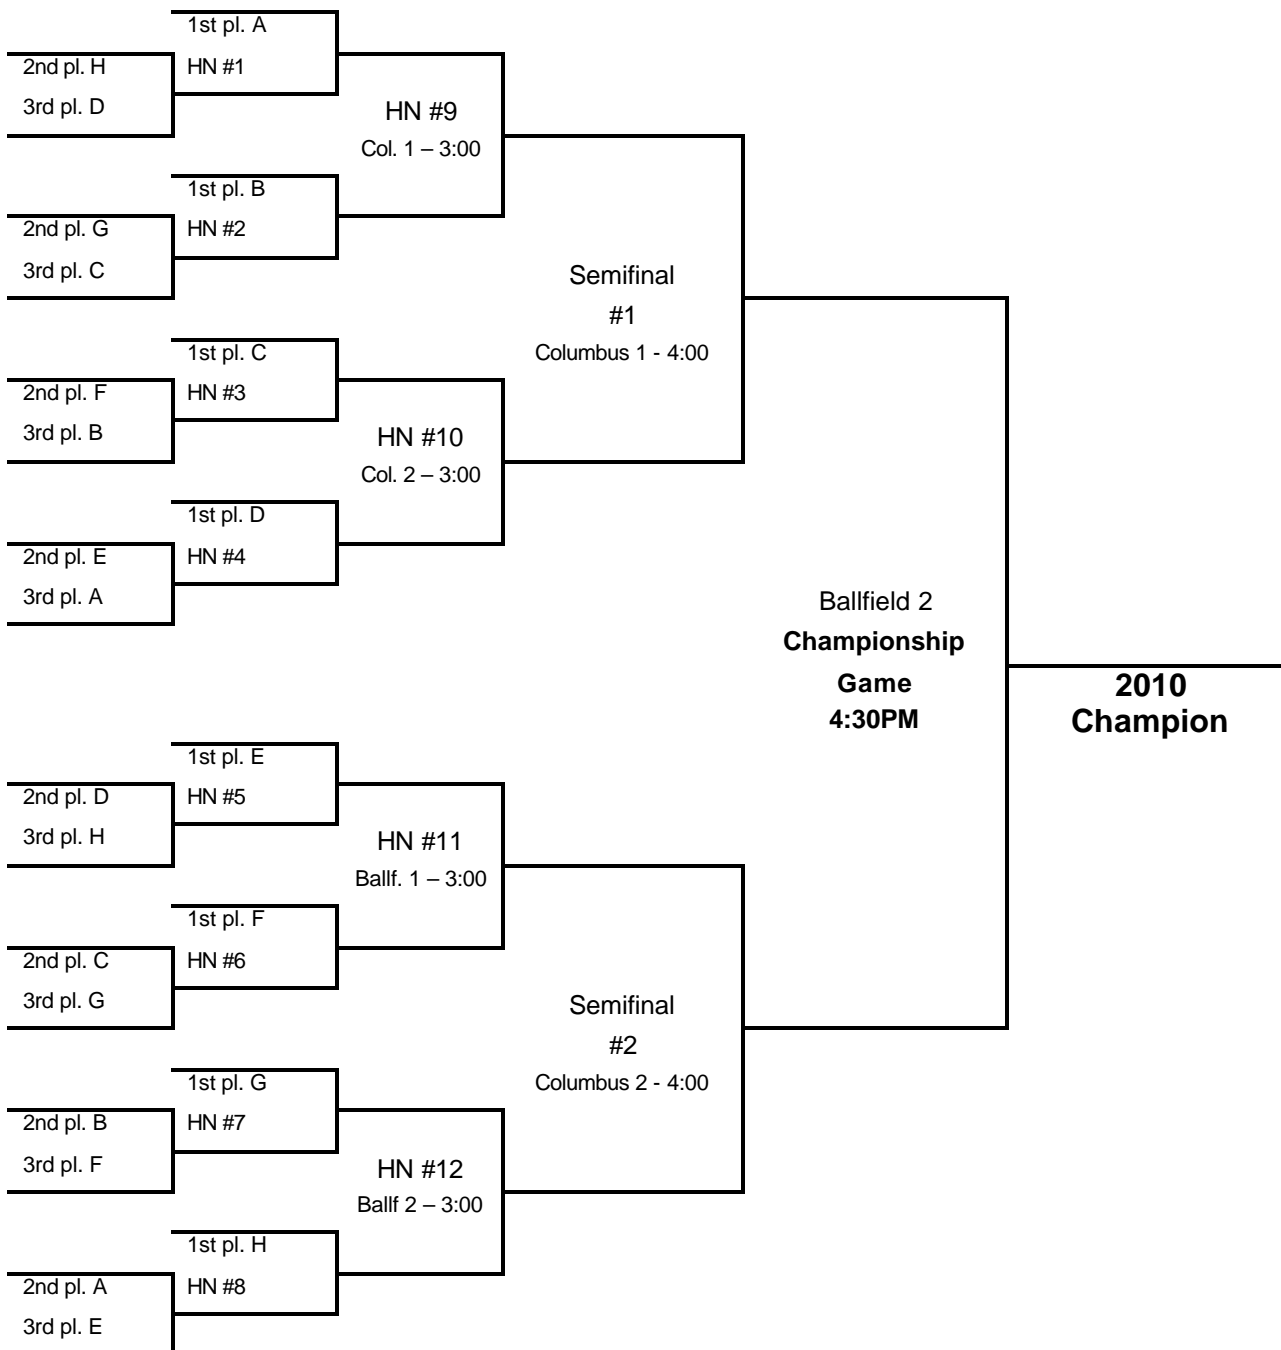 1st pl. A
2nd pl. H
HN #1
3rd pl. D
HN #9
Col. 1 – 3:00
1st pl. B
2nd pl. G
HN #2
3rd pl. C
Semifinal
#1
Columbus 1 - 4:00
1st pl. C
2nd pl. F
HN #3
3rd pl. B
HN #10
Col. 2 – 3:00
1st pl. D
2nd pl. E
HN #4
3rd pl. A
Ballfield 2
Championship
Game
4:30PM
2010
Champion
1st pl. E
2nd pl. D
HN #5
3rd pl. H
HN #11
Ballf. 1 – 3:00
1st pl. F
2nd pl. C
HN #6
3rd pl. G
Semifinal
#2
Columbus 2 - 4:00
1st pl. G
2nd pl. B
HN #7
3rd pl. F
HN #12
Ballf 2 – 3:00
1st pl. H
2nd pl. A
HN #8
3rd pl. E